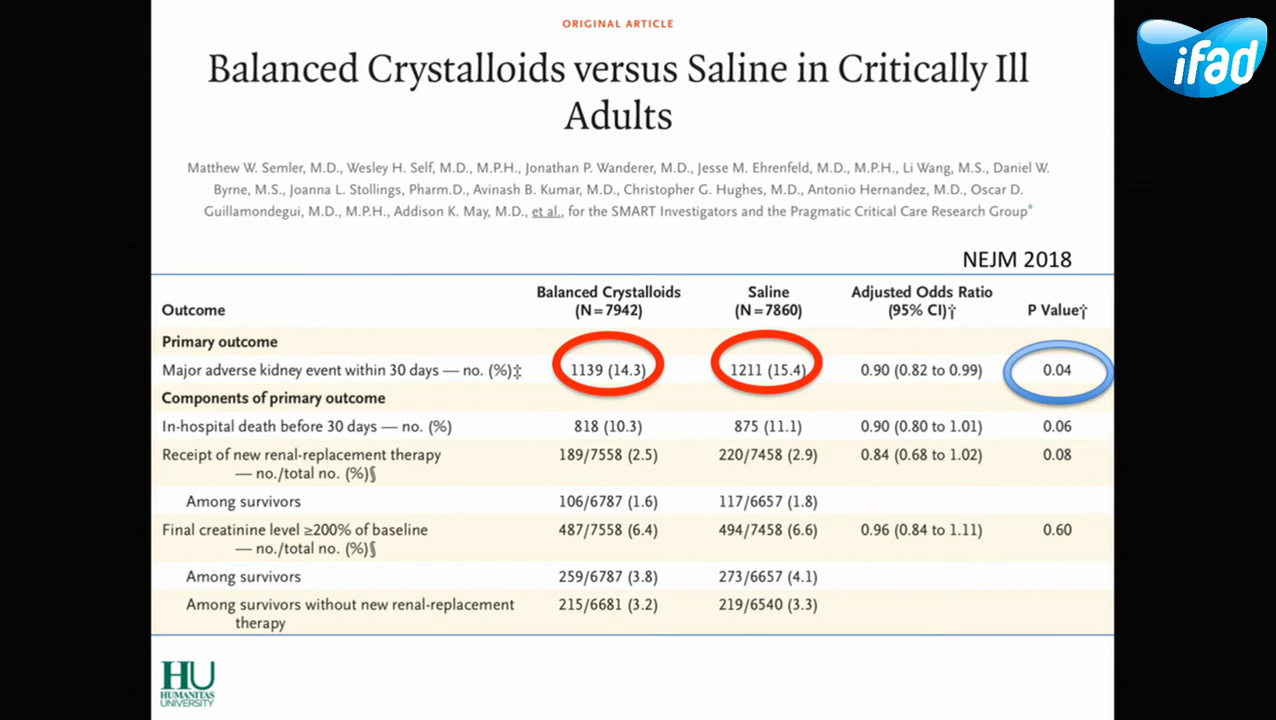 ORIGINAL ARTICLE
ifad
Balanced Crystalloids versus Saline in Critically Ill
Adults
Matthew W. Semler, M.D., Wesley H. Self, M.D., M.P.H., Jonathan P. Wanderer, M.D., Jesse M. Ehrenfeld, M.D., M.P.H., Li Wang, M.S., Daniel W.
Byrne, M.S., Joanna L. Stollings, Pharm.D., Avinash B. Kumar, M.D., Christopher G. Hughes, M.D., Antonio Hernandez, M.D., Oscar D.
Guillamondegui, M.D., M.P.H., Addison K. May, M.D., et al., for the SMART Investigators and the Pragmatic Critical Care Research Group*
NEJM 2018
Outcome Balanced Crystalloids (N=7942) Saline (N=7860) Adjusted Odds Ratio (95% CI)† P Value†
Primary outcome
Major adverse kidney event within 30 days — no. (%)‡ 1139 (14.3) 1211 (15.4) 0.90 (0.82 to 0.99) 0.04
Components of primary outcome
In-hospital death before 30 days — no. (%) 818 (10.3) 875 (11.1) 0.90 (0.80 to 1.01) 0.06
Receipt of new renal-replacement therapy 189/7558 (2.5) 220/7458 (2.9) 0.84 (0.68 to 1.02) 0.08
— no./total no. (%)§
Among survivors 106/6787 (1.6) 117/6657 (1.8)
Final creatinine level ≥200% of baseline 487/7558 (6.4) 494/7458 (6.6) 0.96 (0.84 to 1.11) 0.60
— no./total no. (%)§
Among survivors 259/6787 (3.8) 273/6657 (4.1)
Among survivors without new renal-replacement 215/6681 (3.2) 219/6540 (3.3)
therapy
HU
HUMANITAS
UNIVERSITY